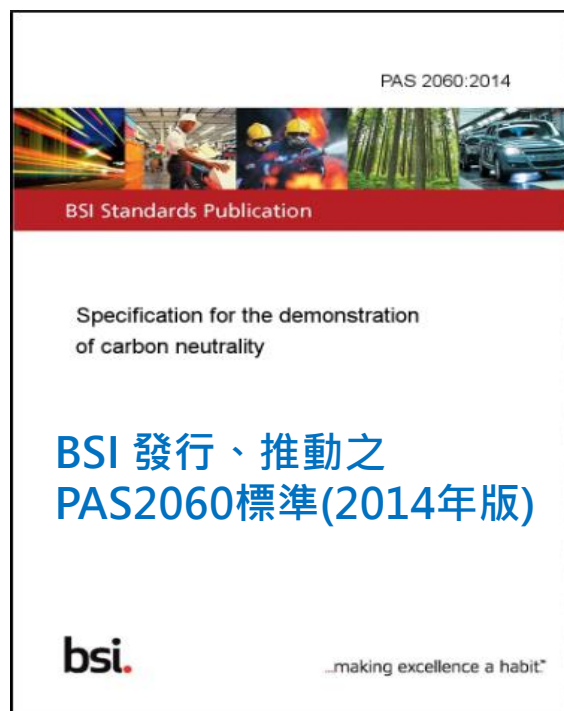 PAS 2060:2014
BSI Standards Publication
Specification for the demonstration
of carbon neutrality
BSI 發行、推動之
PAS2060標準(2014年版)
bsi.
...making excellence a habit.™